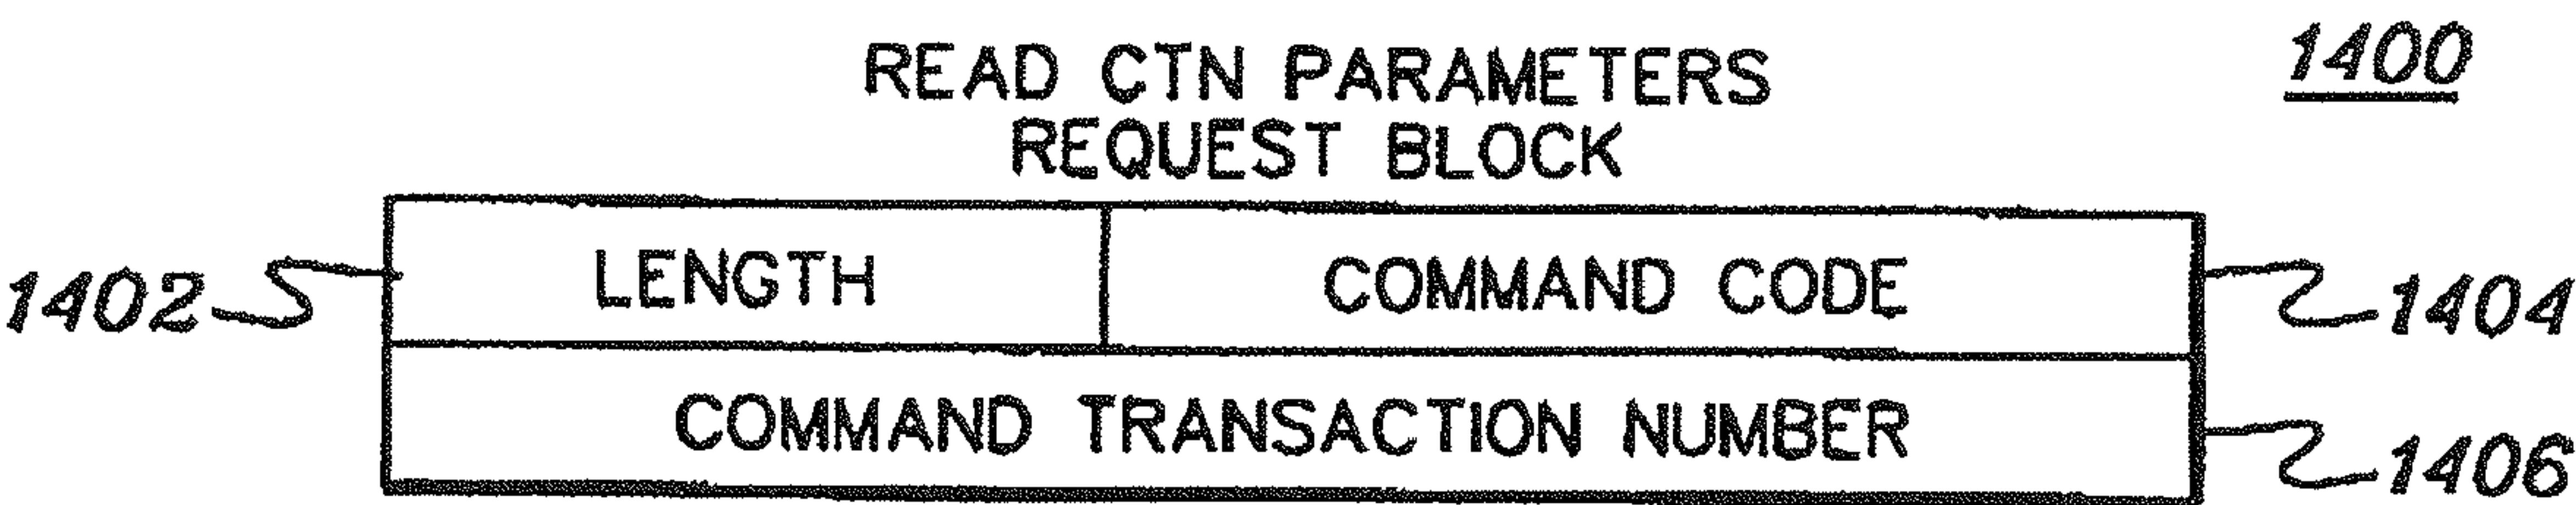 READ CTN PARAMETERS
REQUEST BLOCK
1400
1402
LENGTH
COMMAND CODE
1404
COMMAND TRANSACTION NUMBER
1406